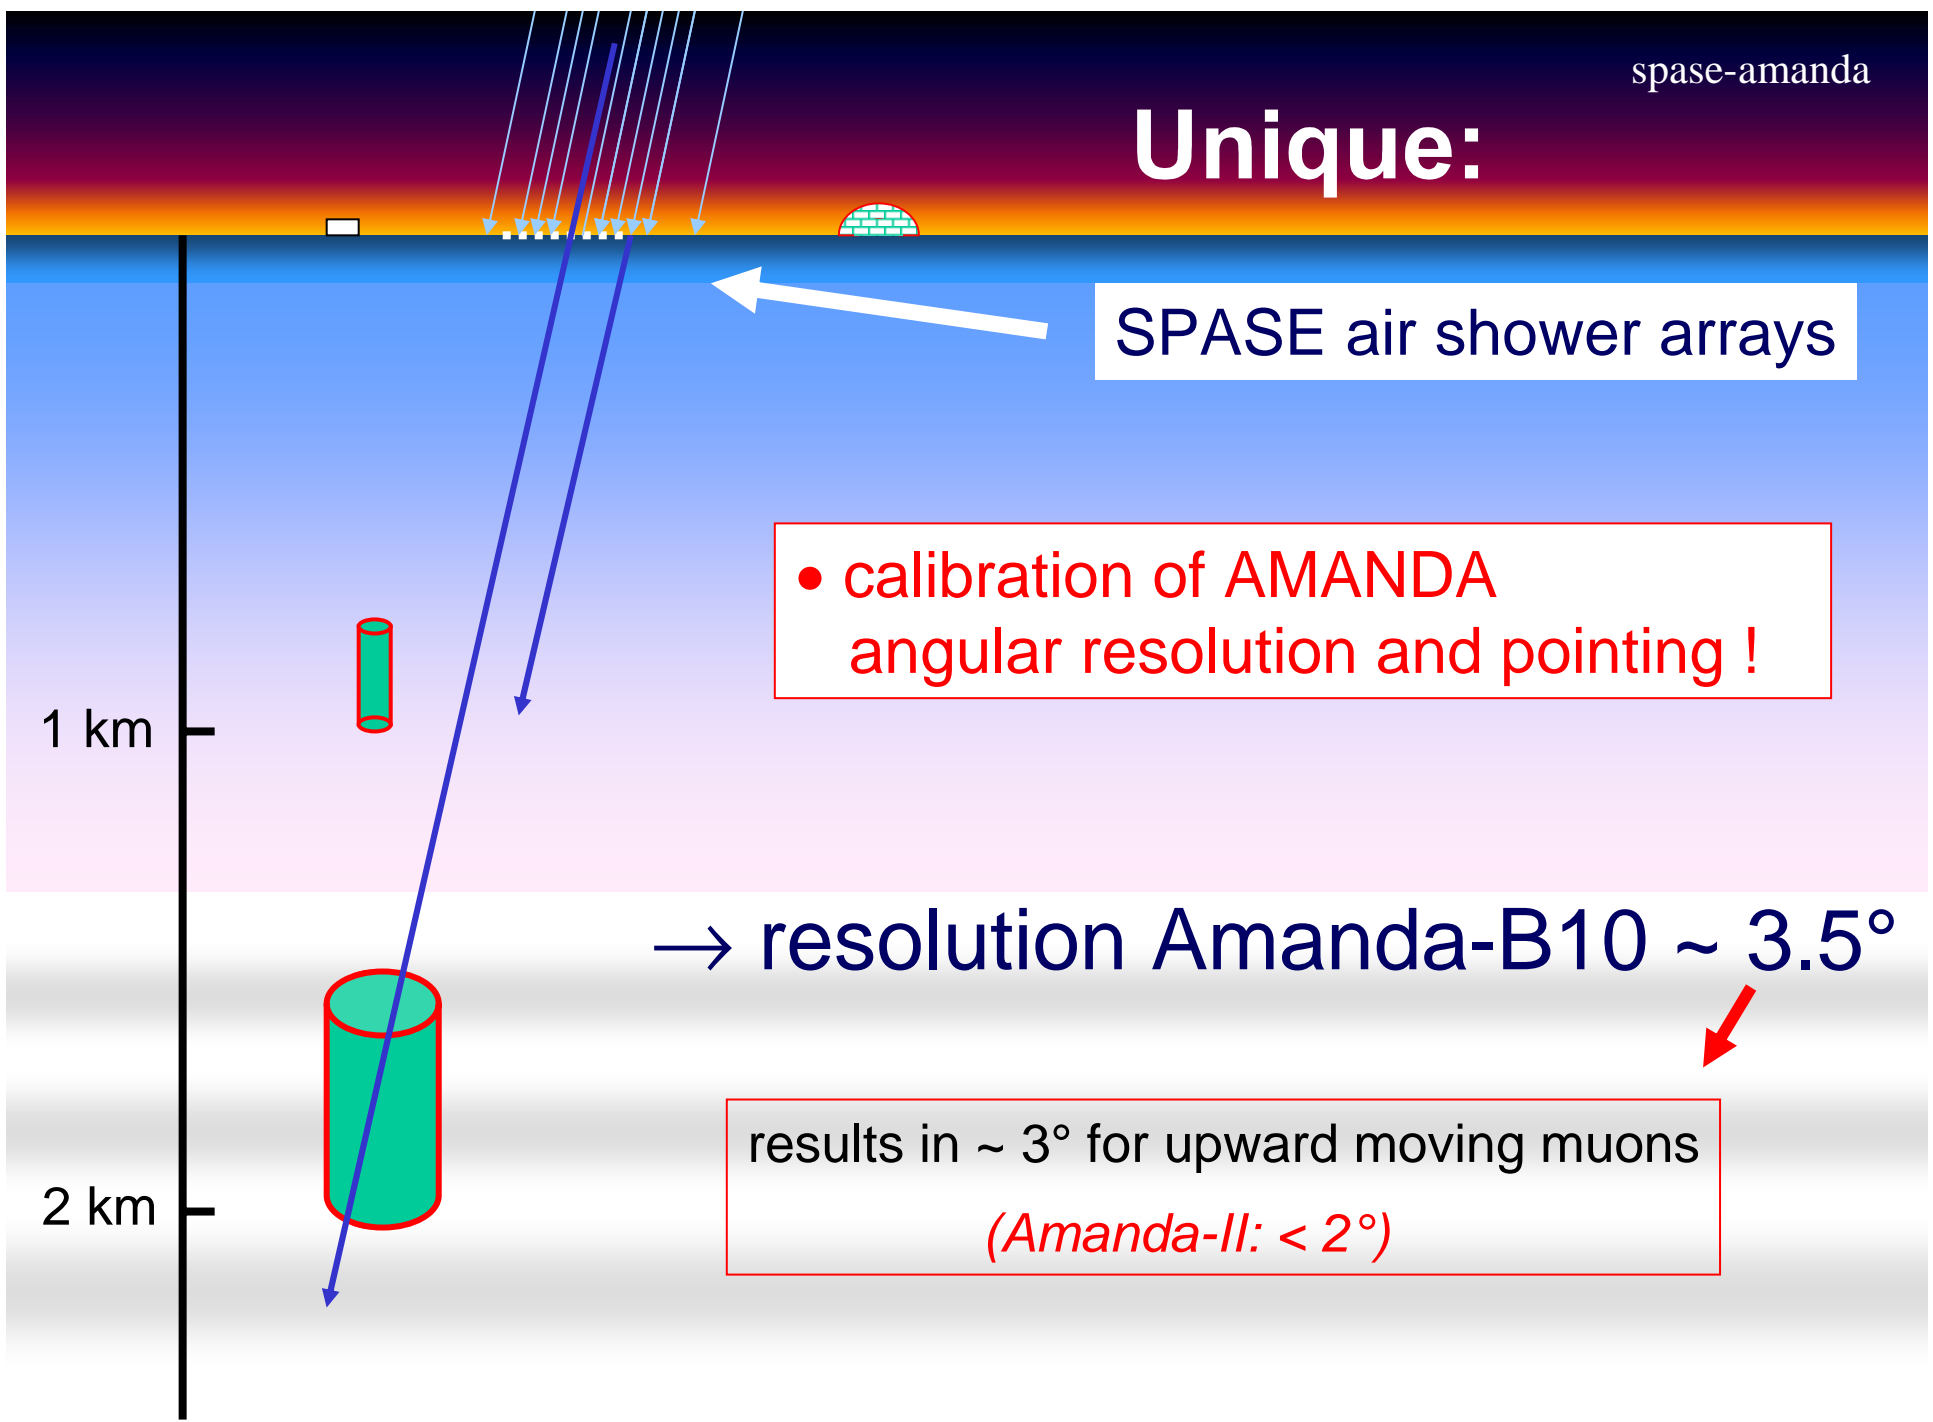 spase-amanda
Unique:
SPASE air shower arrays
• calibration of AMANDA
angular resolution and pointing !
1 km
→ resolution Amanda-B10 ~ 3.5°
results in ~ 3° for upward moving muons
2 km
(Amanda-II: < 2°)